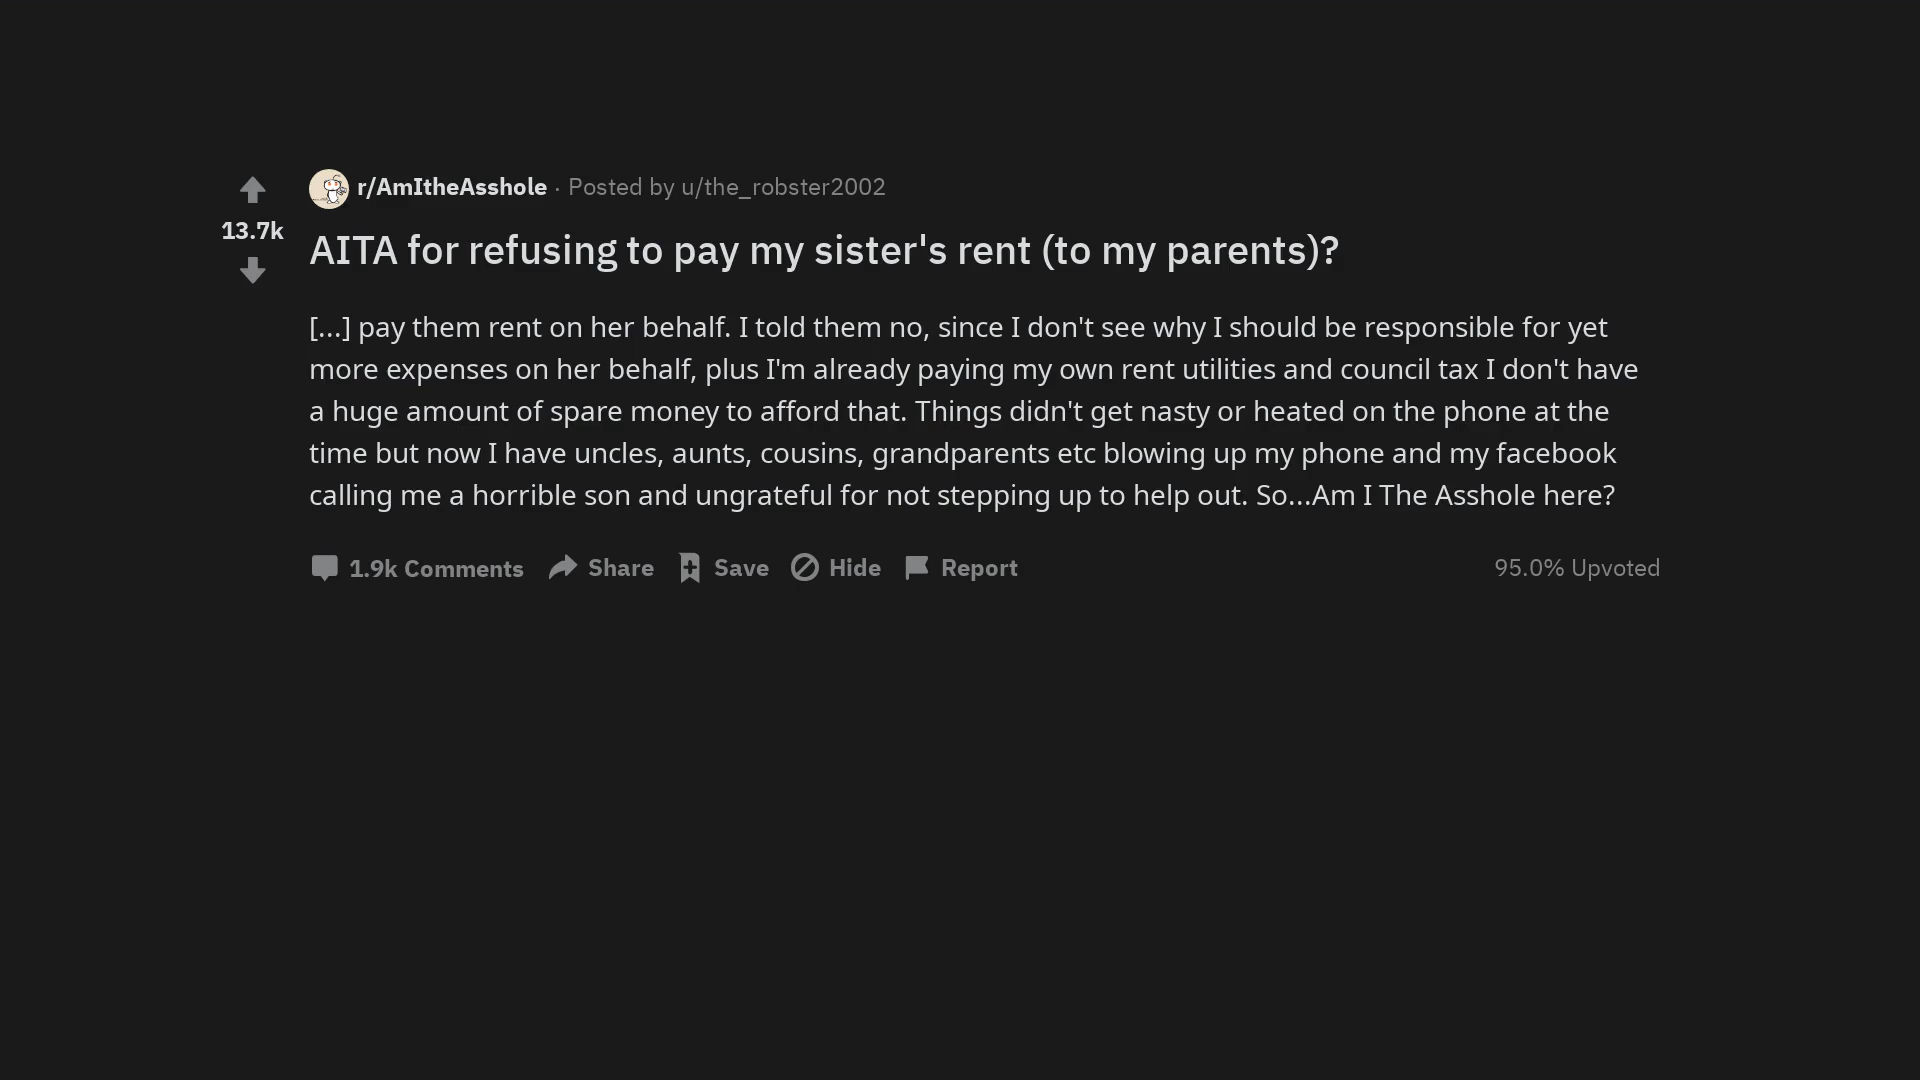 r/AmItheAsshole · Posted by u/the_robster2002
13.7k
AITA for refusing to pay my sister's rent (to my parents)?
[...] pay them rent on her behalf. I told them no, since I don't see why I should be responsible for yet
more expenses on her behalf, plus I'm already paying my own rent utilities and council tax I don't have
a huge amount of spare money to afford that. Things didn't get nasty or heated on the phone at the
time but now I have uncles, aunts, cousins, grandparents etc blowing up my phone and my facebook
calling me a horrible son and ungrateful for not stepping up to help out. So...Am I The Asshole here?
1.9k Comments Share Save Hide Report 95.0% Upvoted